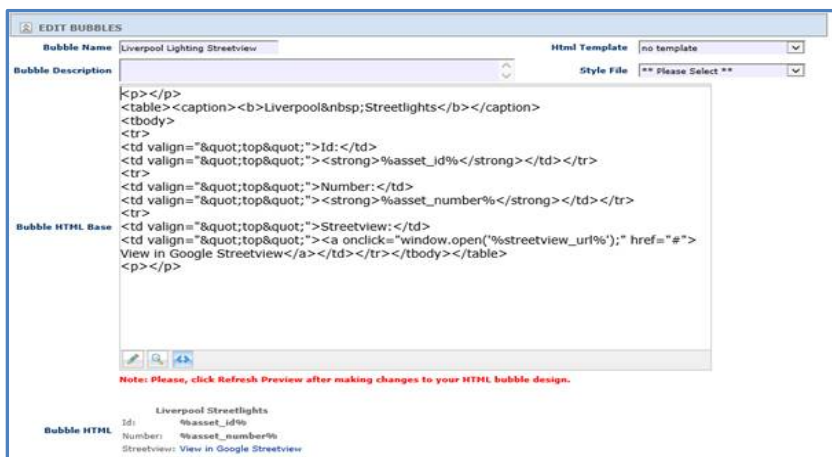 EDIT BUBBLES
Bubble Name Liverpool Lighting Streetview Html Template no template
Bubble Description Style File ** Please Select **
Bubble HTML Base
<p></p>
<table><caption><b>Liverpool&nbsp;Streetlights</b></caption>
<tbody>
<tr>
<td valign="&quot;top&quot;">Id:</td>
<td valign="&quot;top&quot;"><strong>%asset_id%</strong></td></tr>
<tr>
<td valign="&quot;top&quot;">Number:</td>
<td valign="&quot;top&quot;"><strong>%asset_number%</strong></td></tr>
<tr>
<td valign="&quot;top&quot;">Streetview:</td>
<td valign="&quot;top&quot;"><a onclick="window.open('%streetview_url%');" href="#">
View in Google Streetview</a></td></tr></tbody></table>
<p></p>
Note: Please, click Refresh Preview after making changes to your HTML bubble design.
Bubble HTML
Liverpool Streetlights
Id: %asset_id%
Number: %asset_number%
Streetview: View in Google Streetview